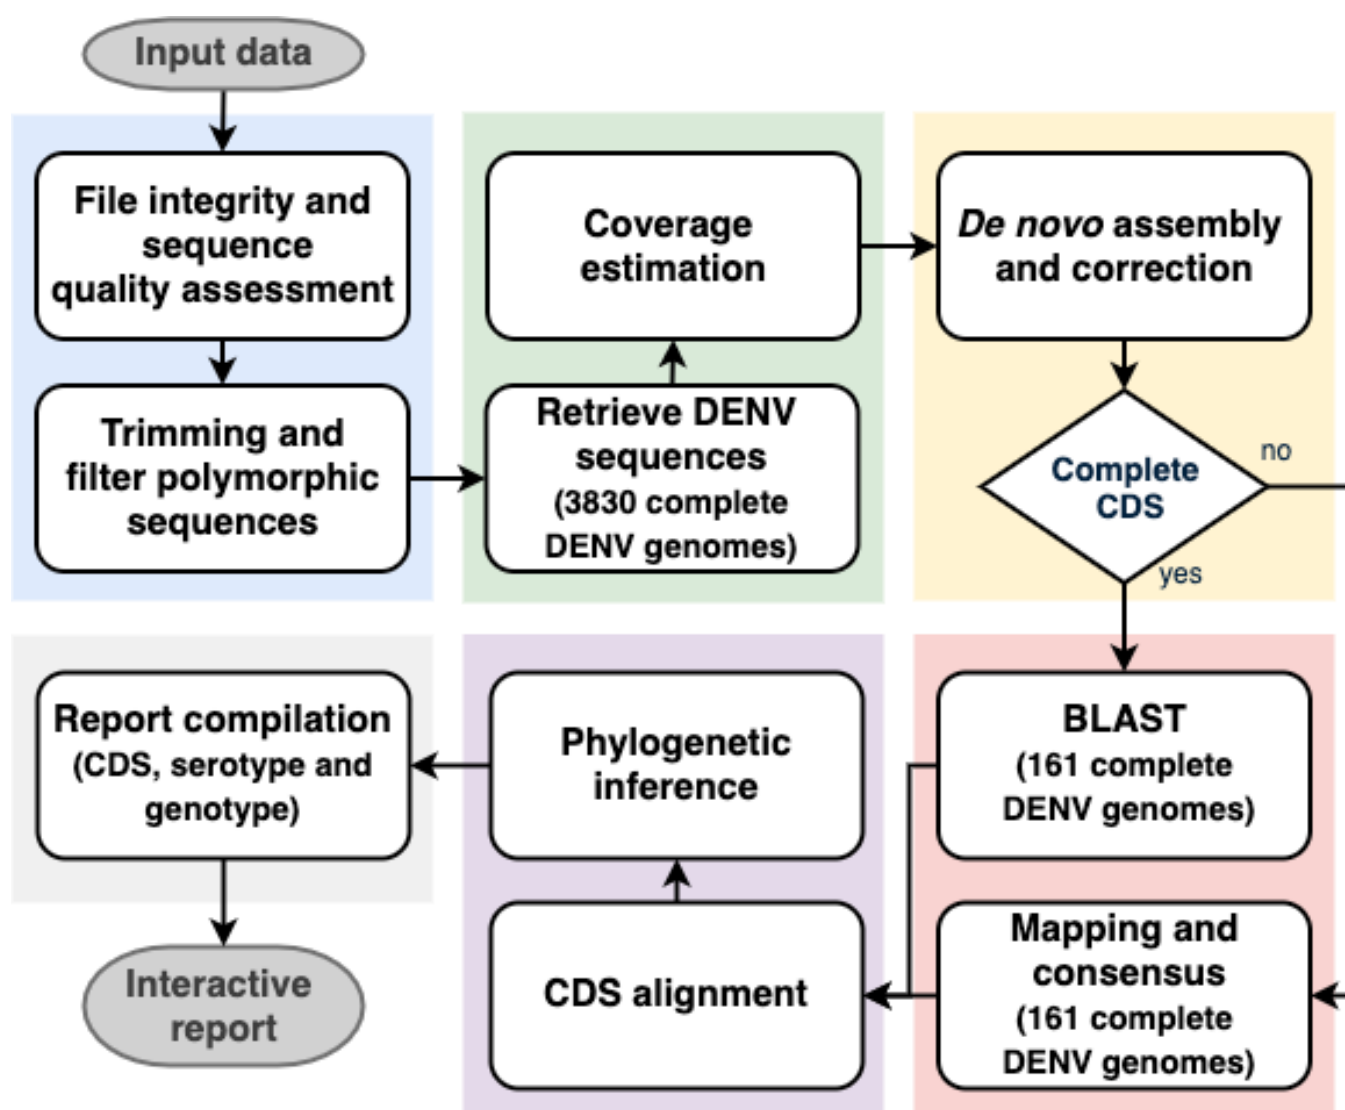 Input data
File integrity and
sequence
quality assessment
Trimming and
filter polymorphic
sequences
Retrieve DENV
sequences
(3830 complete
DENV genomes)
Coverage
estimation
De novo assembly
and correction
Complete
CDS
no
yes
BLAST
(161 complete
DENV genomes)
Mapping and
consensus
(161 complete
DENV genomes)
CDS alignment
Phylogenetic
inference
Report compilation
(CDS, serotype and
genotype)
Interactive
report